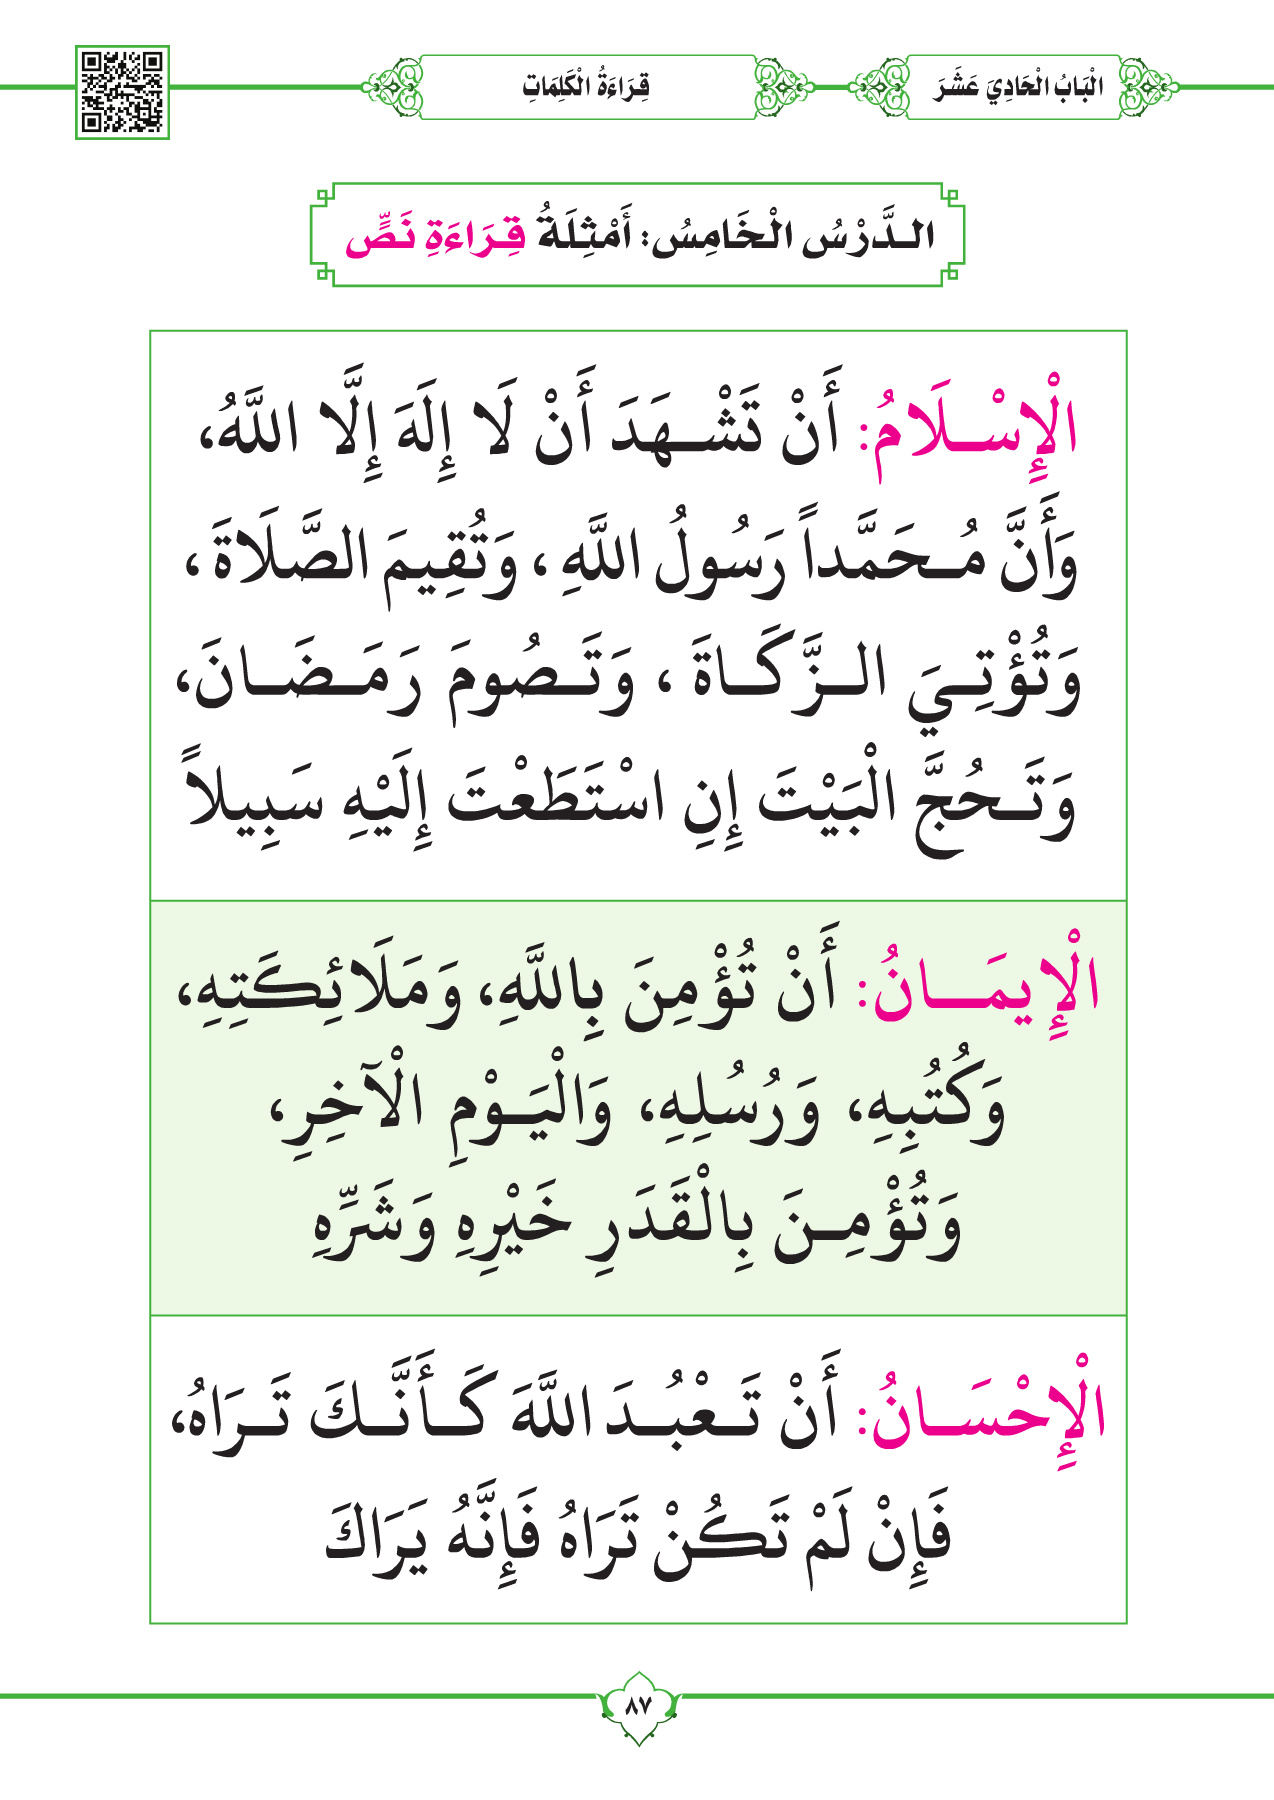 الْبَابُ الْحَادِيَ عَشَرَ
قِرَاءَةُ الْكَلِمَاتِ
الدَّرْسُ الْخَامِسُ: أَمْثِلَةُ قِرَاءَةِ نَصٍّ
الْإِسْلَامُ: أَنْ تَشْهَدَ أَنْ لَا إِلَهَ إِلَّا اللَّهُ،
وَأَنَّ مُحَمَّداً رَسُولُ اللَّهِ، وَتُقِيمَ الصَّلَاةَ،
وَتُؤْتِيَ الزَّكَاةَ، وَتَصُومَ رَمَضَانَ،
وَتَحُجَّ الْبَيْتَ إِنِ اسْتَطَعْتَ إِلَيْهِ سَبِيلاً
الْإِيمَانُ: أَنْ تُؤْمِنَ بِاللَّهِ، وَمَلَائِكَتِهِ،
وَكُتُبِهِ، وَرُسُلِهِ، وَالْيَوْمِ الْآخِرِ،
وَتُؤْمِنَ بِالْقَدَرِ خَيْرِهِ وَشَرِّهِ
الْإِحْسَانُ: أَنْ تَعْبُدَ اللَّهَ كَأَنَّكَ تَرَاهُ،
فَإِنْ لَمْ تَكُنْ تَرَاهُ فَإِنَّهُ يَرَاكَ
٨٧